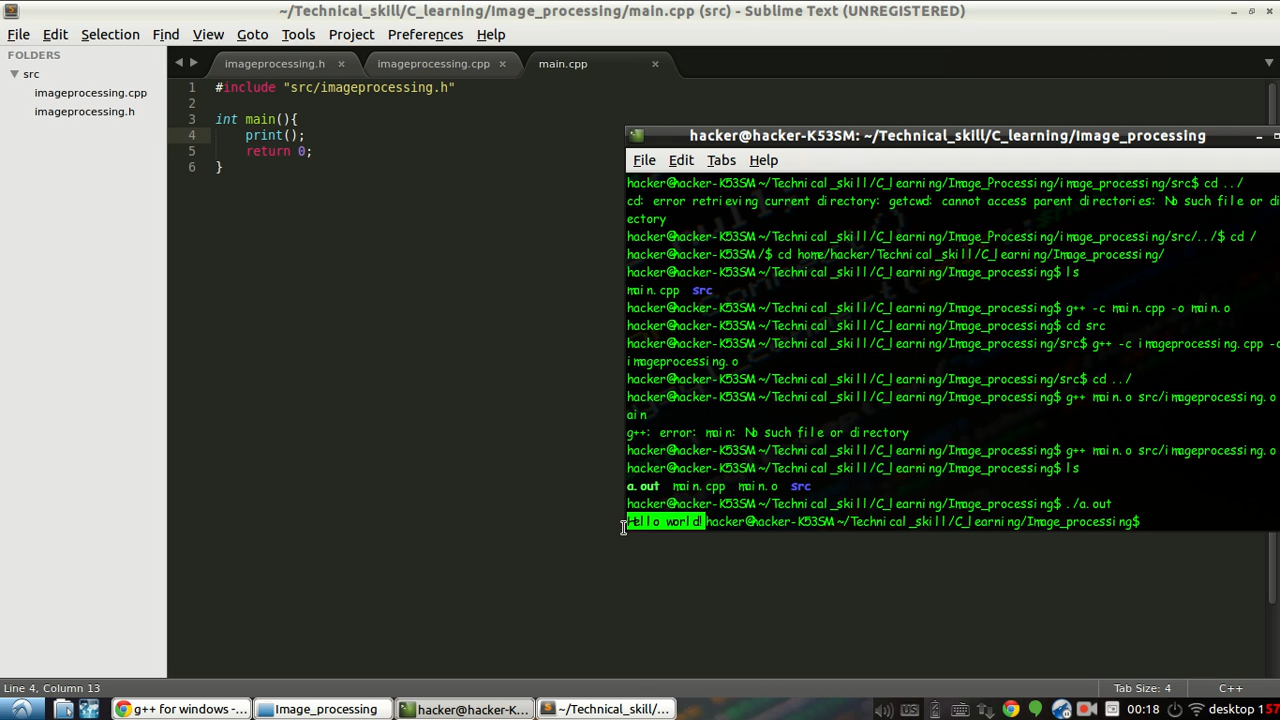 ~/Technical_skill/C_learning/Image_processing/main.cpp (src) - Sublime Text (UNREGISTERED)
File Edit Selection Find View Goto Tools Project Preferences Help
FOLDERS
src
imageprocessing.cpp
imageprocessing.h
imageprocessing.h imageprocessing.cpp main.cpp
1 #include "src/imageprocessing.h"
2
3 int main(){
4 print();
5 return 0;
6 }
hacker@hacker-K53SM: ~/Technical_skill/C_learning/Image_processing
File Edit Tabs Help
hacker@hacker-K53SM:~/Technical_skill/C_learning/Image_Processing/image_processing/src$ cd ../
cd: error retrieving current directory: getcwd: cannot access parent directories: No such file or di
ectory
hacker@hacker-K53SM:~/Technical_skill/C_learning/Image_Processing/image_processing/src/../$ cd /
hacker@hacker-K53SM:/$ cd home/hacker/Technical_skill/C_learning/Image_processing/
hacker@hacker-K53SM:~/Technical_skill/C_learning/Image_processing$ ls
main.cpp src
hacker@hacker-K53SM:~/Technical_skill/C_learning/Image_processing$ g++ -c main.cpp -o main.o
hacker@hacker-K53SM:~/Technical_skill/C_learning/Image_processing$ cd src
hacker@hacker-K53SM:~/Technical_skill/C_learning/Image_processing/src$ g++ -c imageprocessing.cpp -o
imageprocessing.o
hacker@hacker-K53SM:~/Technical_skill/C_learning/Image_processing/src$ cd ../
hacker@hacker-K53SM:~/Technical_skill/C_learning/Image_processing$ g++ main.o src/imageprocessing.o
ain
g++: error: main: No such file or directory
hacker@hacker-K53SM:~/Technical_skill/C_learning/Image_processing$ g++ main.o src/imageprocessing.o
hacker@hacker-K53SM:~/Technical_skill/C_learning/Image_processing$ ls
a.out main.cpp main.o src
hacker@hacker-K53SM:~/Technical_skill/C_learning/Image_processing$ ./a.out
Hello world!hacker@hacker-K53SM:~/Technical_skill/C_learning/Image_processing$
Line 4, Column 13 Tab Size: 4 C++
g++ for windows -... Image_processing hacker@hacker-K... ~/Technical_skill/... US 00:18 desktop 1 57